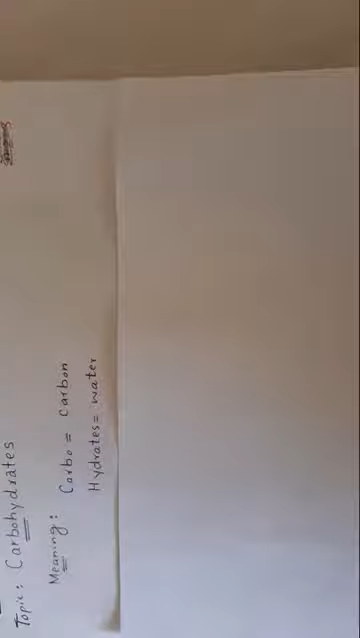 Topic: Carbohydrates
Meaning: Carbo = Carbon
Hydrates = water